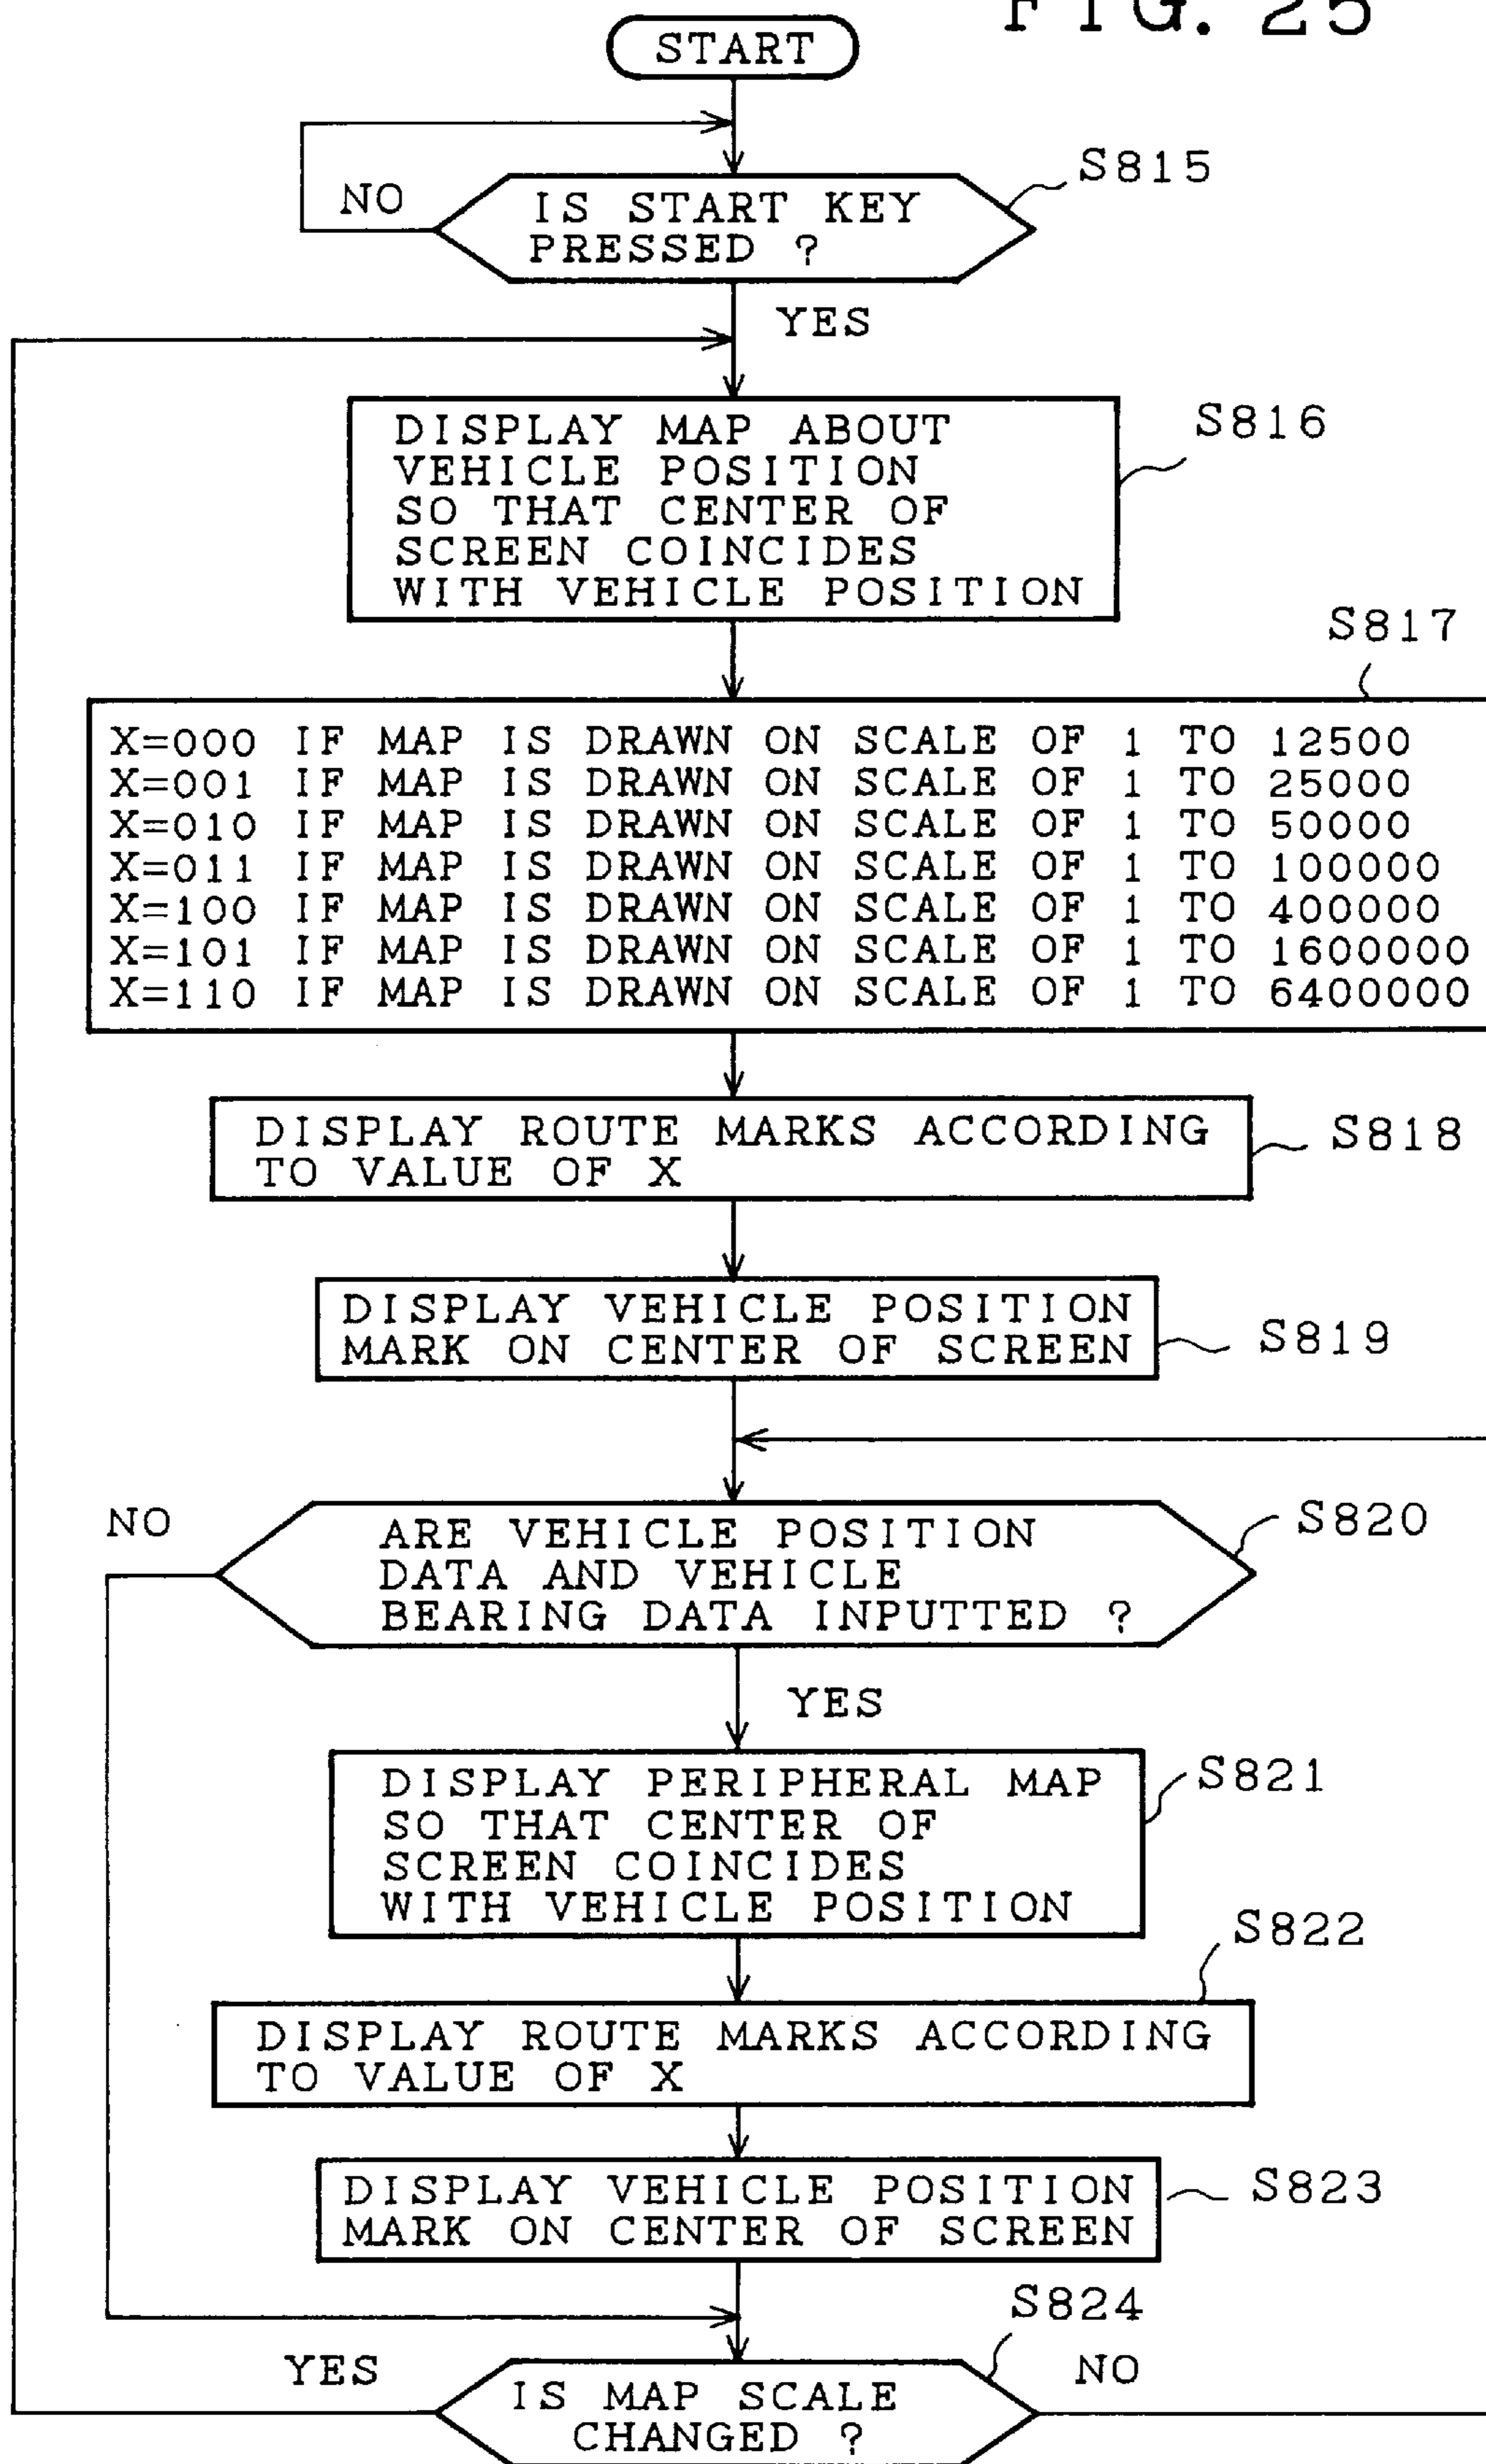 FIG. 25
START
NO
IS START KEY
PRESSED ?
S815
YES
DISPLAY MAP ABOUT
VEHICLE POSITION
SO THAT CENTER OF
SCREEN COINCIDES
WITH VEHICLE POSITION
S816
S817
X=000 IF MAP IS DRAWN ON SCALE OF 1 TO 12500
X=001 IF MAP IS DRAWN ON SCALE OF 1 TO 25000
X=010 IF MAP IS DRAWN ON SCALE OF 1 TO 50000
X=011 IF MAP IS DRAWN ON SCALE OF 1 TO 100000
X=100 IF MAP IS DRAWN ON SCALE OF 1 TO 400000
X=101 IF MAP IS DRAWN ON SCALE OF 1 TO 1600000
X=110 IF MAP IS DRAWN ON SCALE OF 1 TO 6400000
DISPLAY ROUTE MARKS ACCORDING
TO VALUE OF X
S818
DISPLAY VEHICLE POSITION
MARK ON CENTER OF SCREEN
S819
NO
ARE VEHICLE POSITION
DATA AND VEHICLE
BEARING DATA INPUTTED ?
S820
YES
DISPLAY PERIPHERAL MAP
SO THAT CENTER OF
SCREEN COINCIDES
WITH VEHICLE POSITION
S821
S822
DISPLAY ROUTE MARKS ACCORDING
TO VALUE OF X
DISPLAY VEHICLE POSITION
MARK ON CENTER OF SCREEN
S823
S824
YES
IS MAP SCALE
CHANGED ?
NO